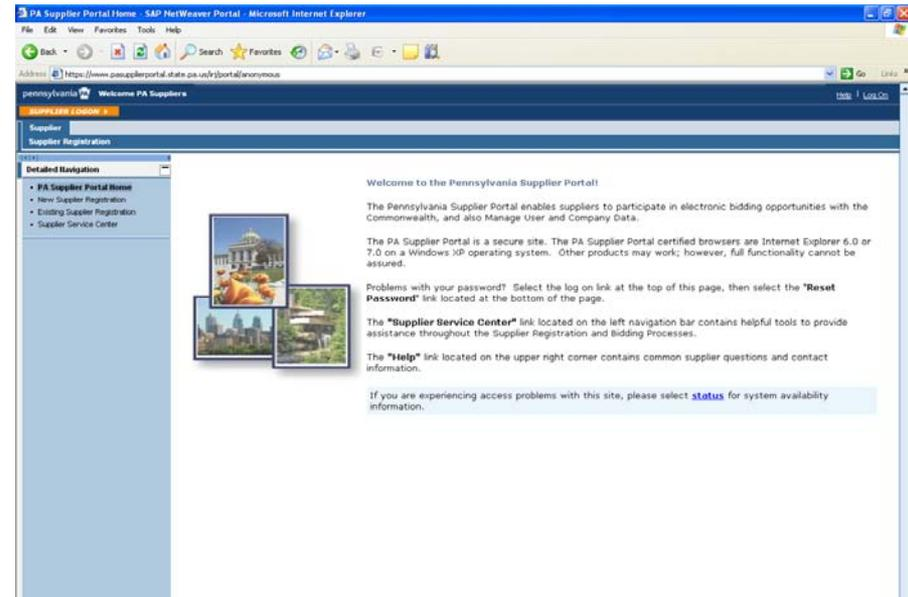 PA Supplier Portal Home - SAP NetWeaver Portal - Microsoft Internet Explorer
File Edit View Favorites Tools Help
Back Search Favorites
Address https://www.pasupplierportal.state.pa.us/irj/portal/anonymous Go Links
pennsylvania PA Welcome PA Suppliers Help | Log On
SUPPLIER LOGON
Supplier
Supplier Registration
Detailed Navigation
• PA Supplier Portal Home
• New Supplier Registration
• Existing Supplier Registration
• Supplier Service Center
Welcome to the Pennsylvania Supplier Portal!
The Pennsylvania Supplier Portal enables suppliers to participate in electronic bidding opportunities with the
Commonwealth, and also Manage User and Company Data.
The PA Supplier Portal is a secure site. The PA Supplier Portal certified browsers are Internet Explorer 6.0 or
7.0 on a Windows XP operating system. Other products may work; however, full functionality cannot be
assured.
Problems with your password? Select the log on link at the top of this page, then select the "Reset
Password" link located at the bottom of the page.
The "Supplier Service Center" link located on the left navigation bar contains helpful tools to provide
assistance throughout the Supplier Registration and Bidding Processes.
The "Help" link located on the upper right corner contains common supplier questions and contact
information.
If you are experiencing access problems with this site, please select status for system availability
information.